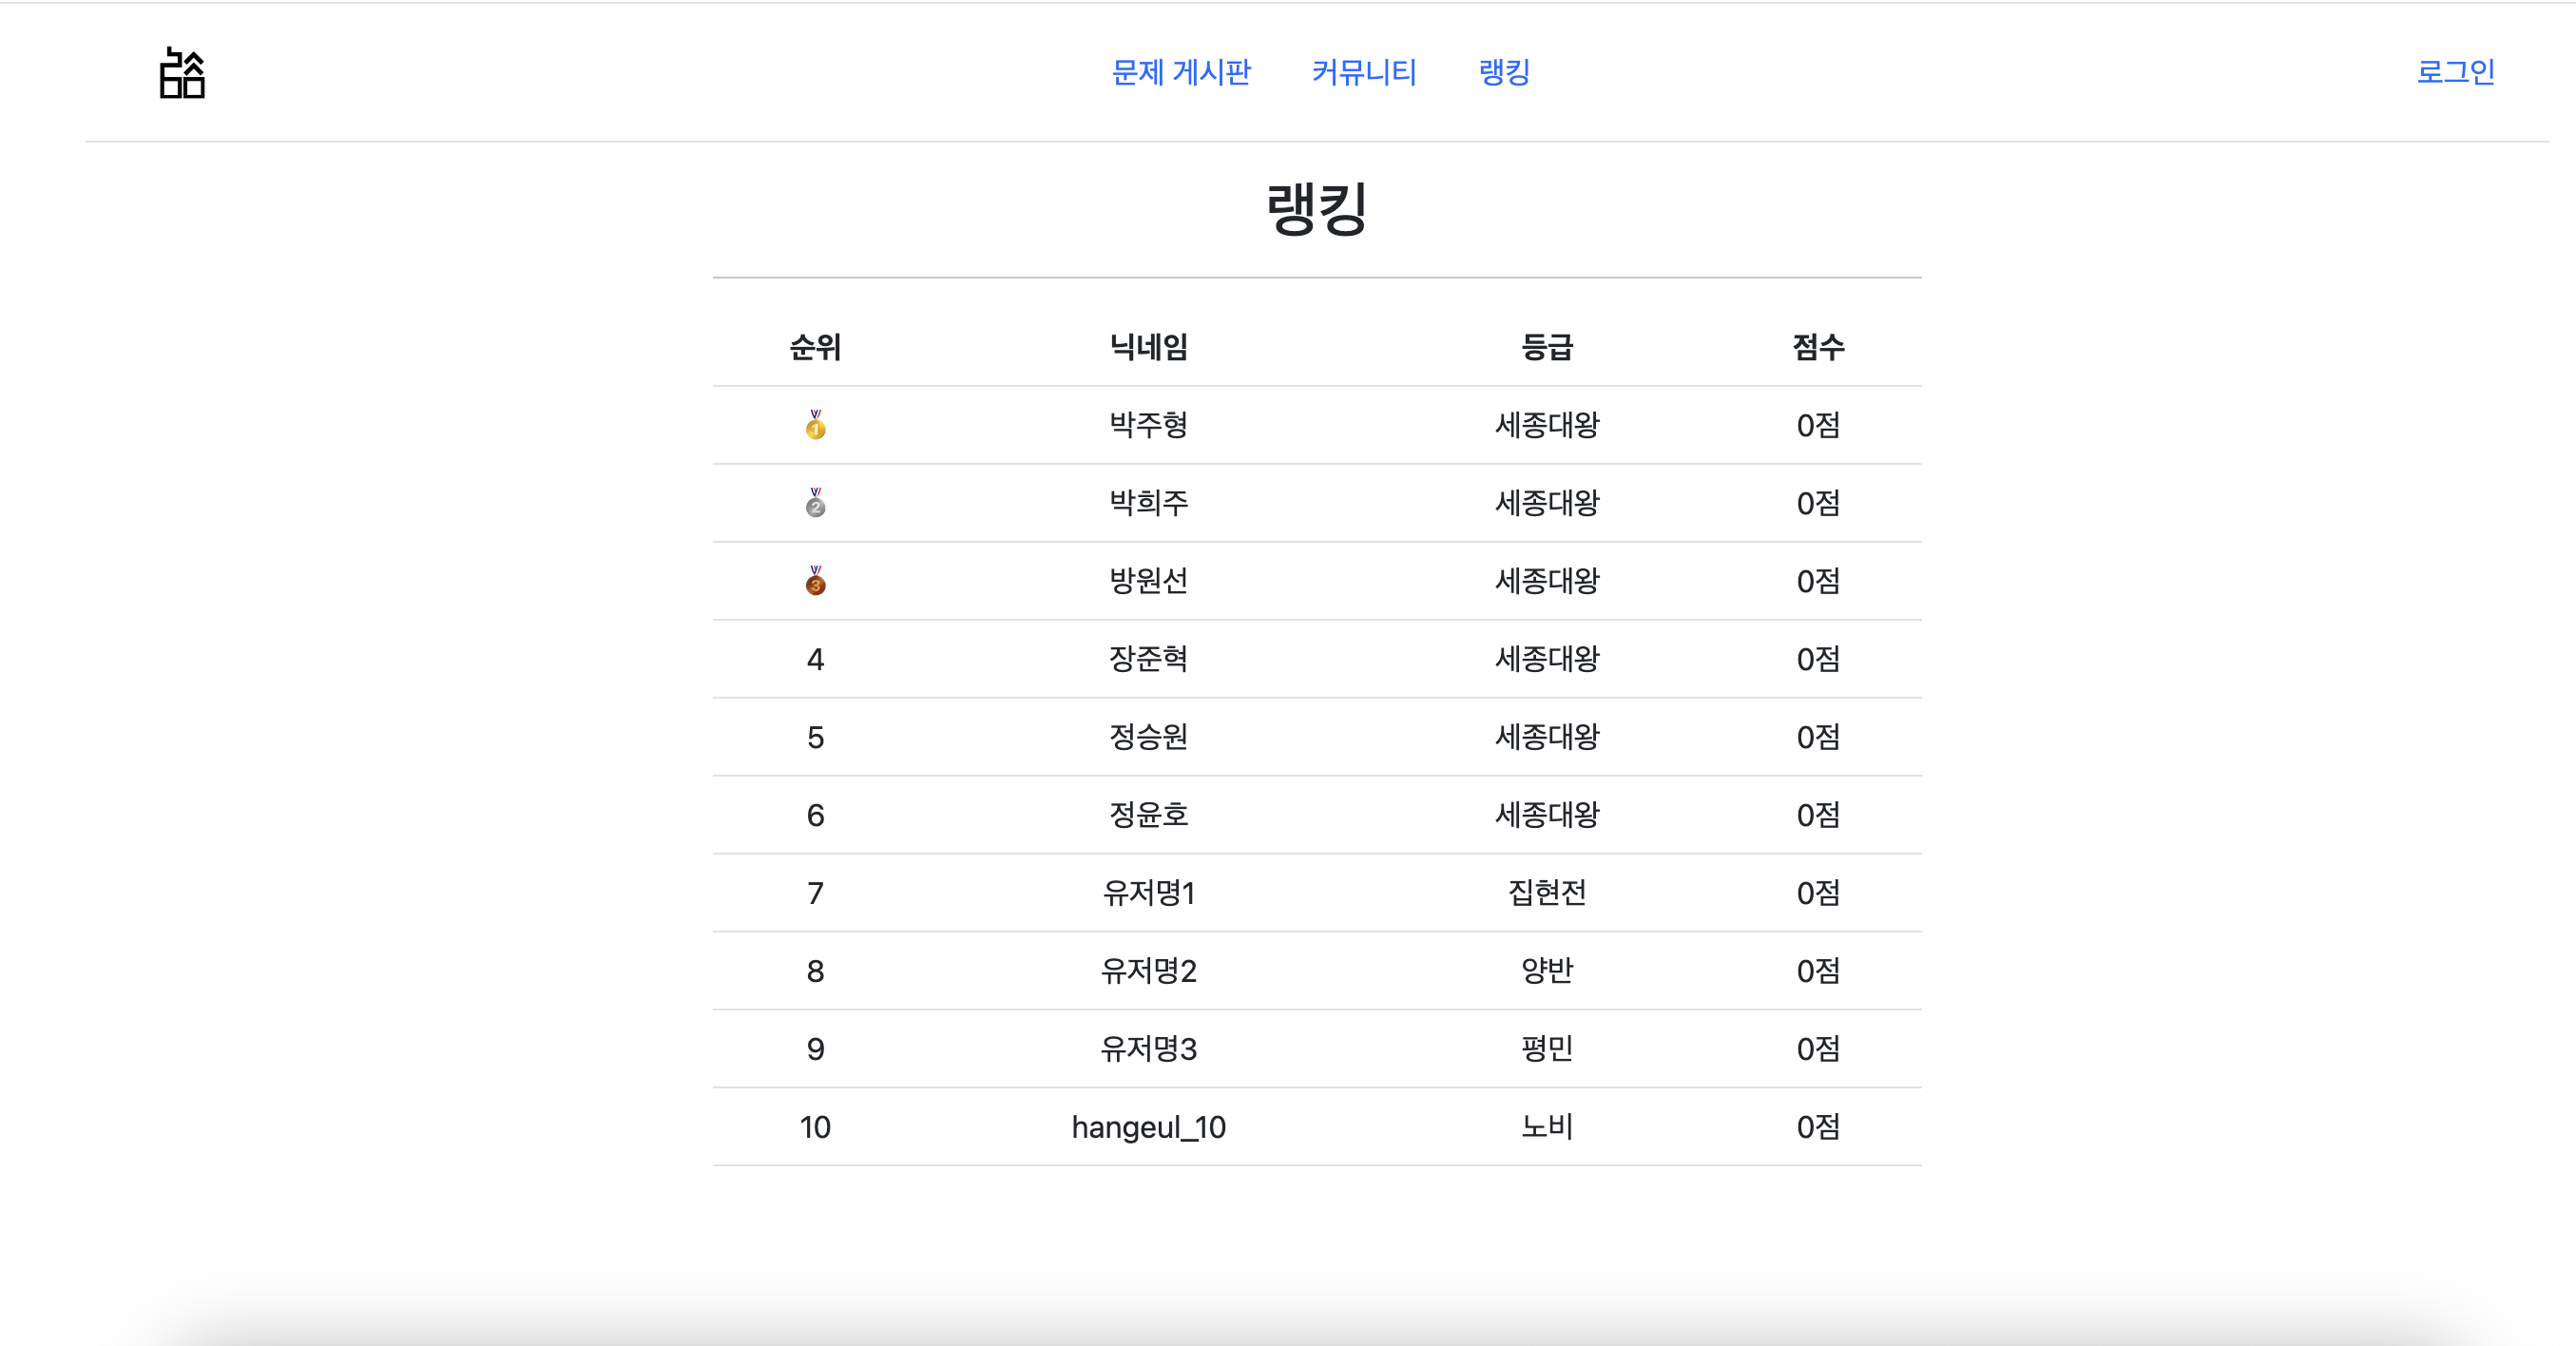 문제 게시판 커뮤니티 랭킹 로그인
랭킹
순위 닉네임 등급 점수
1 박주형 세종대왕 0점
2 박희주 세종대왕 0점
3 방원선 세종대왕 0점
4 장준혁 세종대왕 0점
5 정승원 세종대왕 0점
6 정윤호 세종대왕 0점
7 유저명1 집현전 0점
8 유저명2 양반 0점
9 유저명3 평민 0점
10 hangeul_10 노비 0점